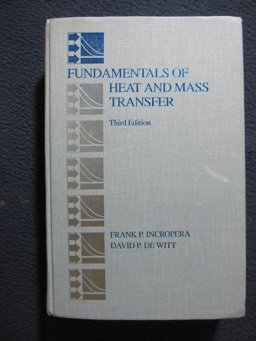 FUNDAMENTALS OF
HEAT AND MASS
TRANSFER
Third Edition
FRANK P. INCROPERA
DAVID P. DE WITT